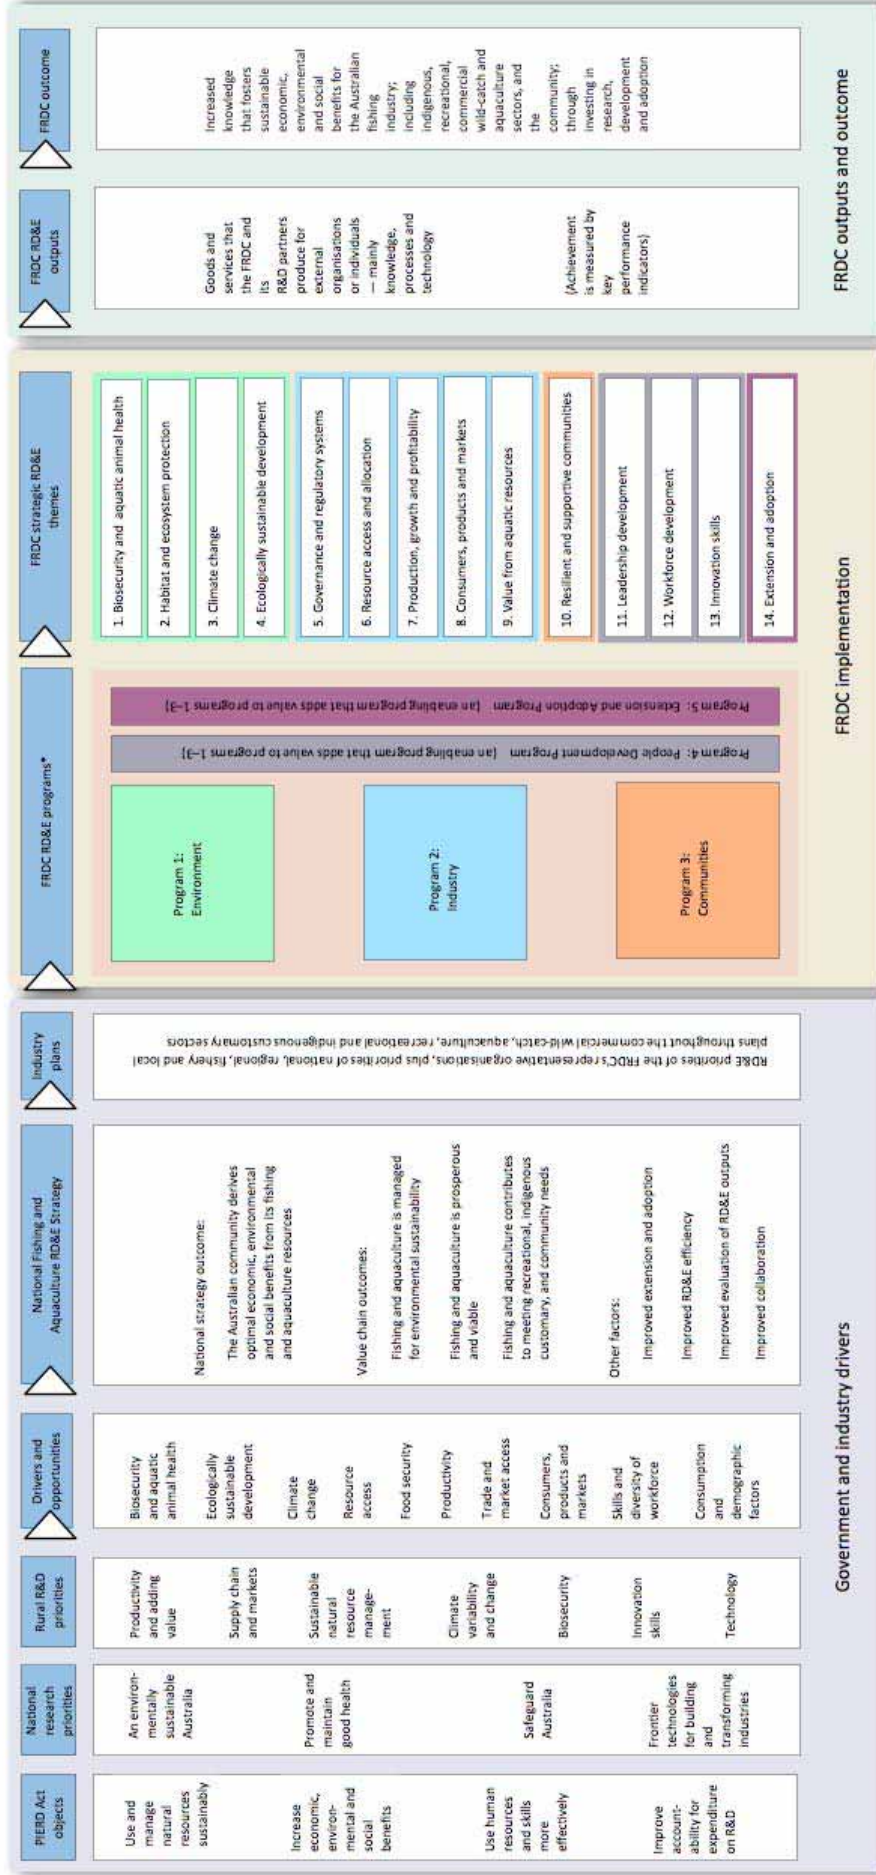 PIERD Act
objects
Use and
manage
natural
resources
sustainably
Increase
economic,
environ-
mental and
social
benefits
Use human
resources
and skills
more
effectively
Improve
account-
ability for
expenditure
on R&D
National
research
priorities
An environ-
mentally
sustainable
Australia
Promote and
maintain
good health
Safeguard
Australia
Frontier
technologies
for building
and
transforming
industries
Rural R&D
priorities
Productivity
and adding
value
Supply chain
and markets
Sustainable
natural
resource
manage-
ment
Climate
variability
and change
Biosecurity
Innovation
skills
Technology
Drivers and
opportunities
Biosecurity
and aquatic
animal health
Ecologically
sustainable
development
Climate
change
Resource
access
Food security
Productivity
Trade and
market access
Consumers,
products and
markets
Skills and
diversity of
workforce
Consumption
and
demographic
factors
National Fishing and
Aquaculture RD&E Strategy
National strategy outcome:
The Australian community derives
optimal economic, environmental
and social benefits from its fishing
and aquaculture resources
Value chain outcomes:
Fishing and aquaculture is managed
for environmental sustainability
Fishing and aquaculture is prosperous
and viable
Fishing and aquaculture contributes
to meeting recreational, indigenous
customary, and community needs
Other factors:
Improved extension and adoption
Improved RD&E efficiency
Improved evaluation of RD&E outputs
Improved collaboration
Industry
plans
RD&E priorities of the FRDC's representative organisations, plus priorities of national, regional, fishery and local
plans throughout the commercial wild-catch, aquaculture, recreational and indigenous customary sectors
Government and industry drivers
FRDC RD&E programs*
Program 1:
Environment
Program 2:
Industry
Program 3:
Communities
Program 4: People Development Program (an enabling program that adds value to programs 1–3)
Program 5: Extension and Adoption Program (an enabling program that adds value to programs 1–3)
FRDC strategic RD&E
themes
1. Biosecurity and aquatic animal health
2. Habitat and ecosystem protection
3. Climate change
4. Ecologically sustainable development
5. Governance and regulatory systems
6. Resource access and allocation
7. Production, growth and profitability
8. Consumers, products and markets
9. Value from aquatic resources
10. Resilient and supportive communities
11. Leadership development
12. Workforce development
13. Innovation skills
14. Extension and adoption
FRDC implementation
FRDC RD&E
outputs
Goods and
services that
the FRDC and
its
R&D partners
produce for
external
organisations
or individuals
— mainly
knowledge,
processes and
technology
(Achievement
is measured by
key
performance
indicators)
FRDC outcome
Increased
knowledge
that fosters
sustainable
economic,
environmental
and social
benefits for
the Australian
fishing
industry;
including
indigenous,
recreational,
commercial
wild-catch and
aquaculture
sectors, and
the
community;
through
investing in
research,
development
and adoption
FRDC outputs and outcome